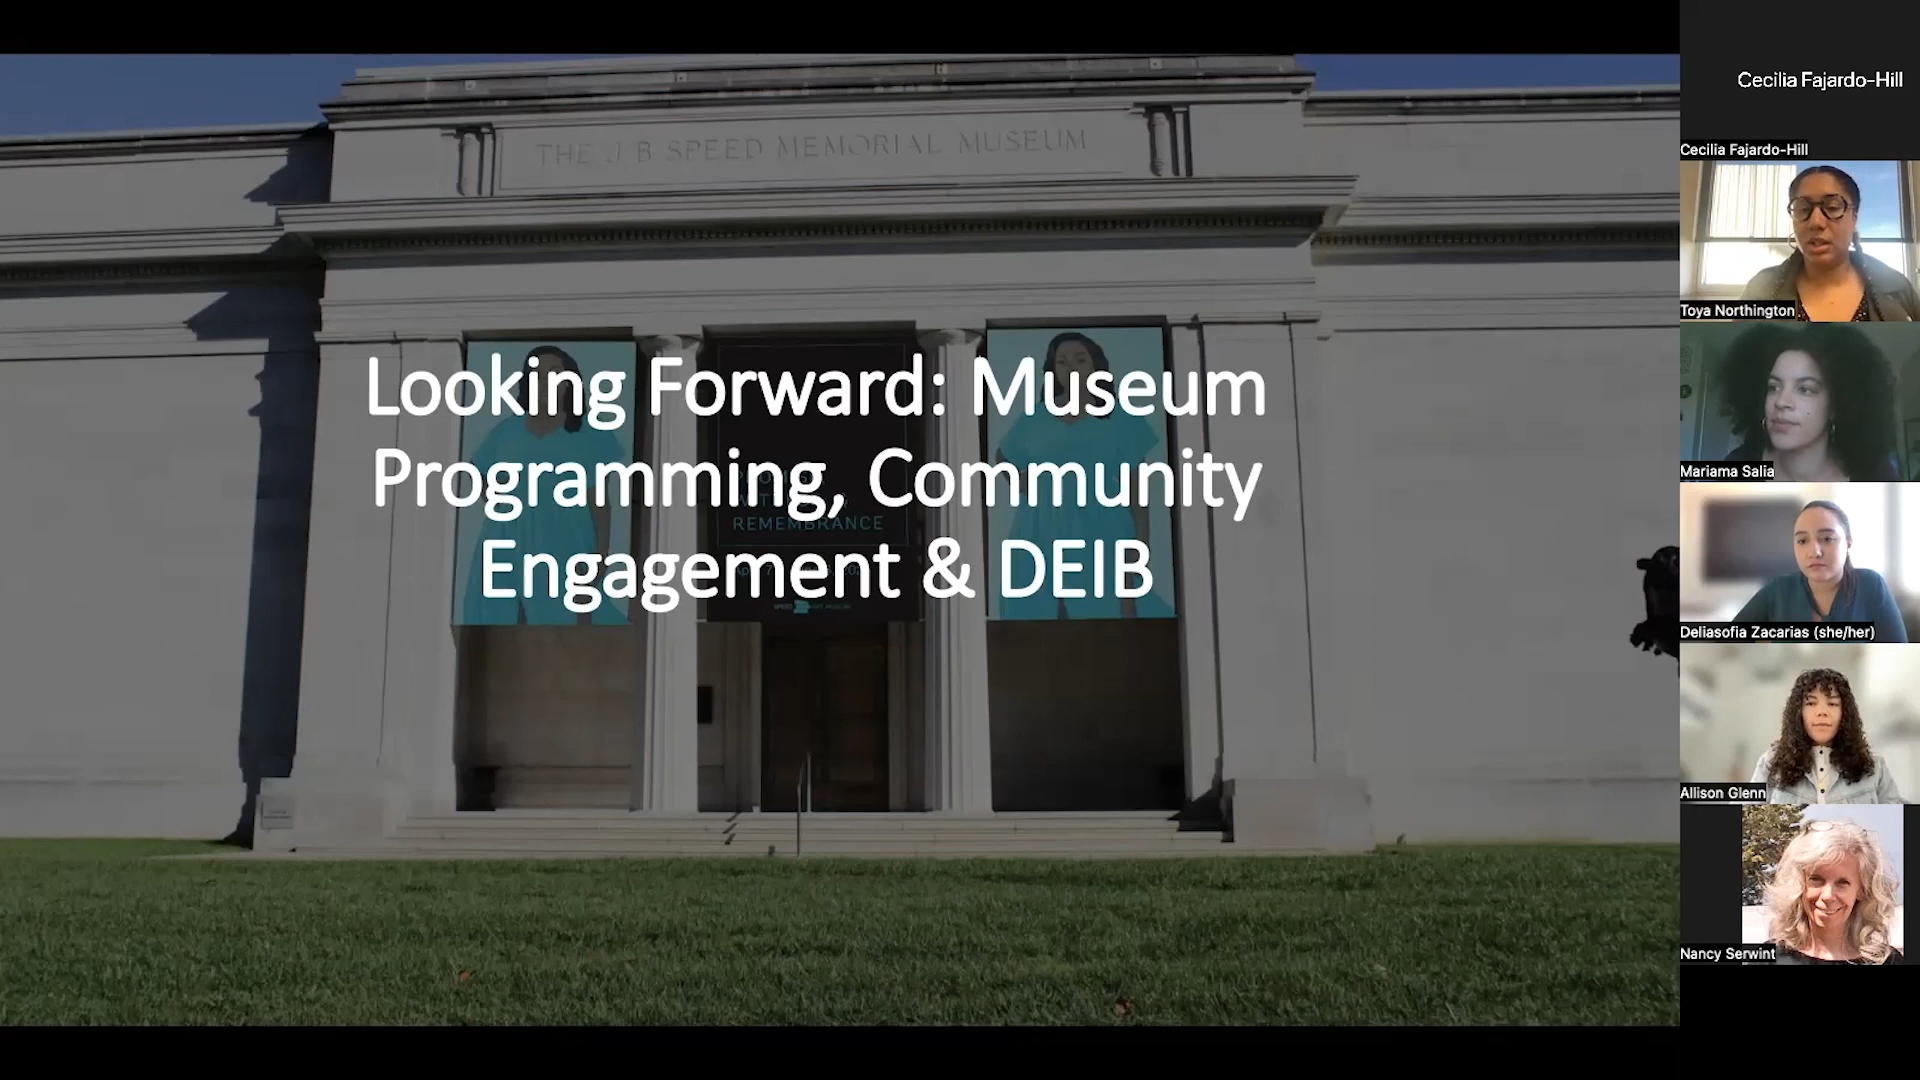 THE J B SPEED MEMORIAL MUSEUM
Looking Forward: Museum
Programming, Community
Engagement & DEIB
REMEMBRANCE
Cecilia Fajardo-Hill
Cecilia Fajardo-Hill
Toya Northington
Mariama Salia
Deliasofia Zacarias (she/her)
Allison Glenn
Nancy Serwint